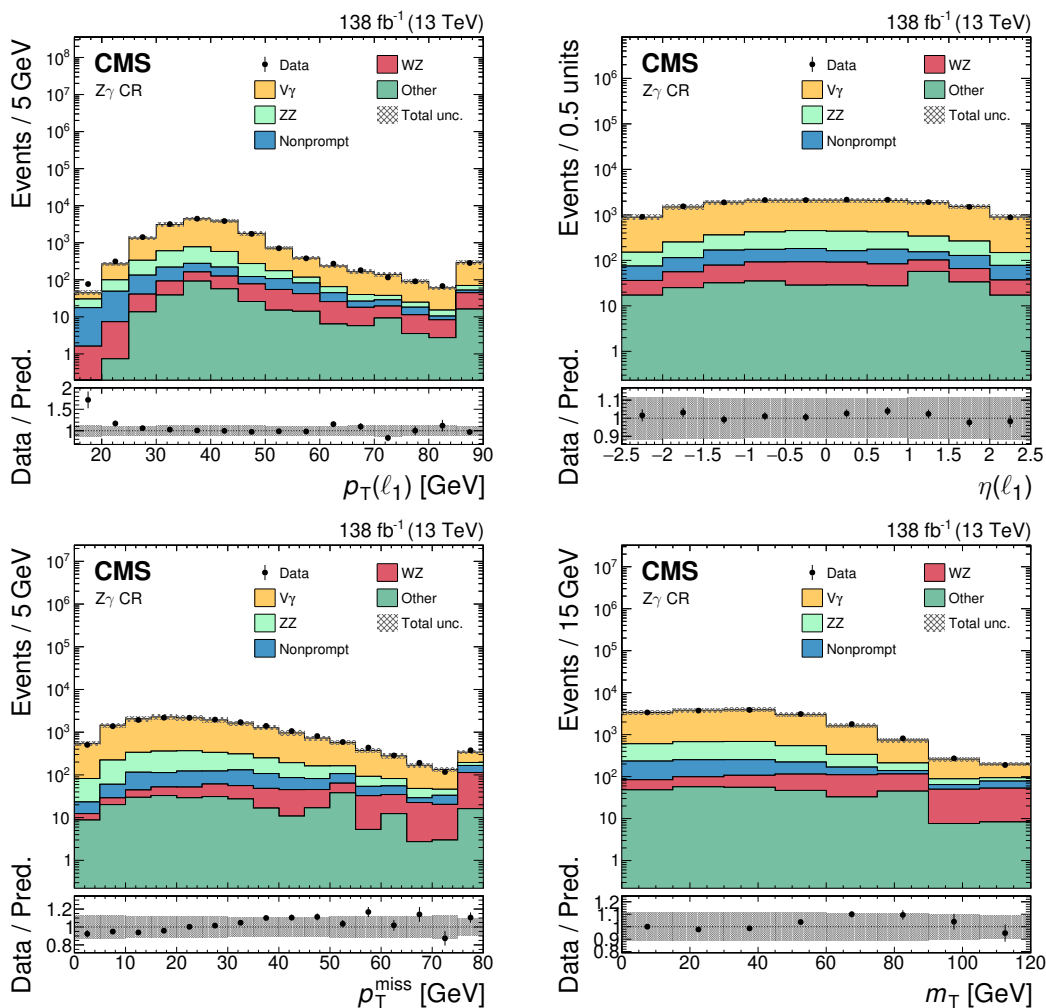 138 fb⁻¹ (13 TeV)
CMS
Zγ CR
Data
Vγ
ZZ
Nonprompt
WZ
Other
Total unc.
Events / 5 GeV
10⁸
10⁷
10⁶
10⁵
10⁴
10³
10²
10
1
Data / Pred.
2
1.5
1
20 30 40 50 60 70 80 90
p_T(ℓ₁) [GeV]
138 fb⁻¹ (13 TeV)
CMS
Zγ CR
Data
Vγ
ZZ
Nonprompt
WZ
Other
Total unc.
Events / 0.5 units
10⁶
10⁵
10⁴
10³
10²
10
1
Data / Pred.
1.1
1
0.9
−2.5 −2 −1.5 −1 −0.5 0 0.5 1 1.5 2 2.5
η(ℓ₁)
138 fb⁻¹ (13 TeV)
CMS
Zγ CR
Data
Vγ
ZZ
Nonprompt
WZ
Other
Total unc.
Events / 5 GeV
10⁷
10⁶
10⁵
10⁴
10³
10²
10
1
Data / Pred.
1.2
1
0.8
0 10 20 30 40 50 60 70 80
p_T^miss [GeV]
138 fb⁻¹ (13 TeV)
CMS
Zγ CR
Data
Vγ
ZZ
Nonprompt
WZ
Other
Total unc.
Events / 15 GeV
10⁷
10⁶
10⁵
10⁴
10³
10²
10
1
Data / Pred.
1.2
1.1
1
0.9
0.8
0 20 40 60 80 100 120
m_T [GeV]